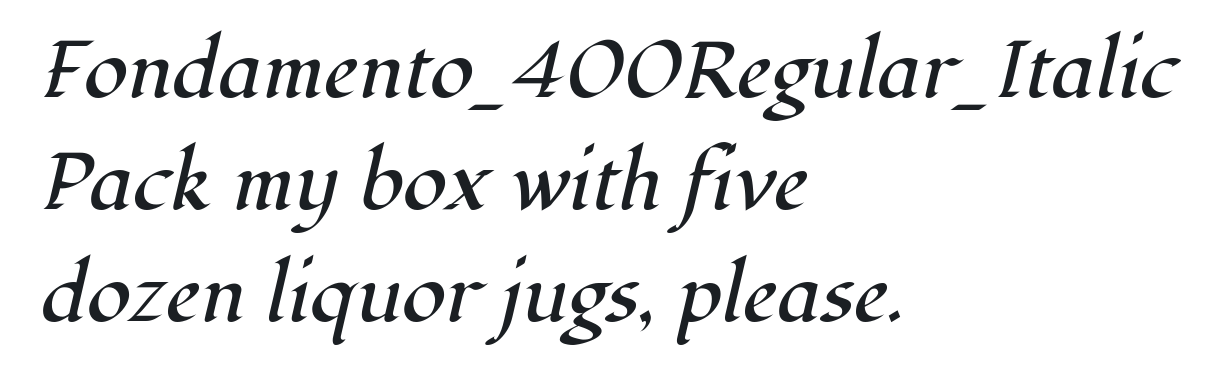 Fondamento_400Regular_Italic
Pack my box with five
dozen liquor jugs, please.